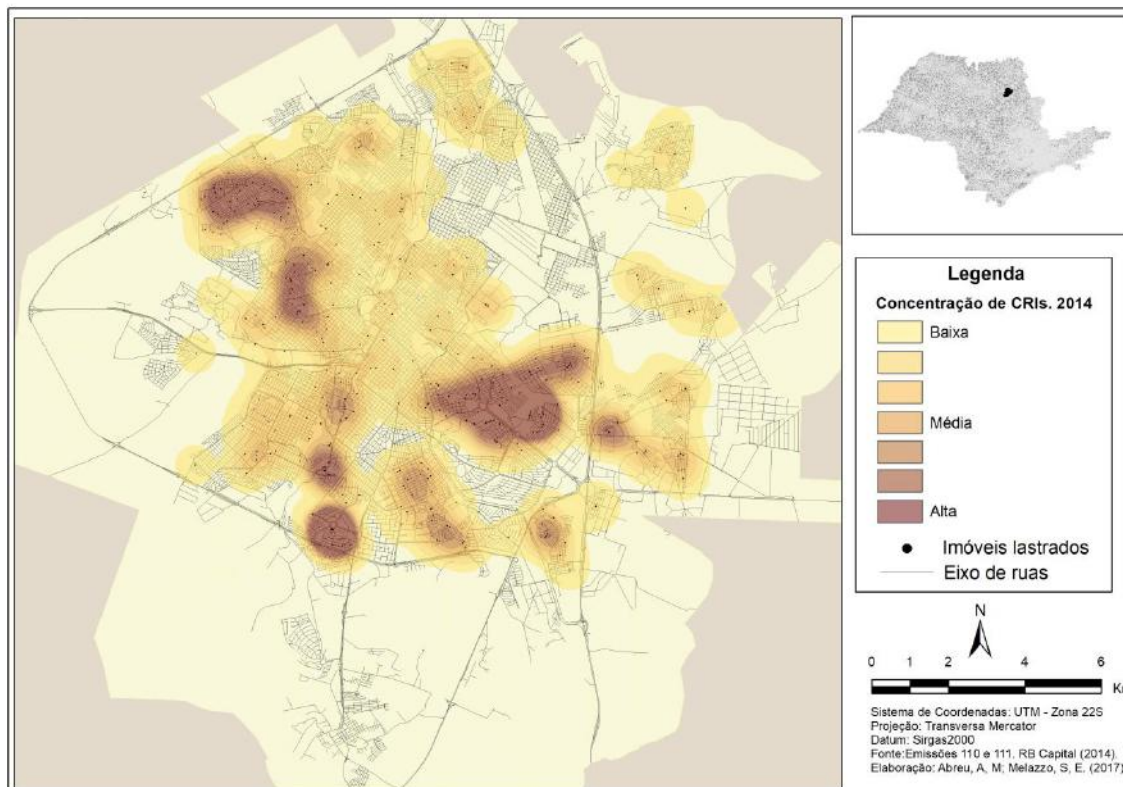 Legenda
Concentração de CRIs. 2014
Baixa
Média
Alta
Imóveis lastrados
Eixo de ruas
N
0 1 2 4 6
Sistema de Coordenadas: UTM - Zona 22S
Projeção: Transversa Mercator
Datum: Sirgas2000
Fonte:Emissões 110 e 111. RB Capital (2014).
Elaboração: Abreu, A, M; Melazzo, S, E. (2017)